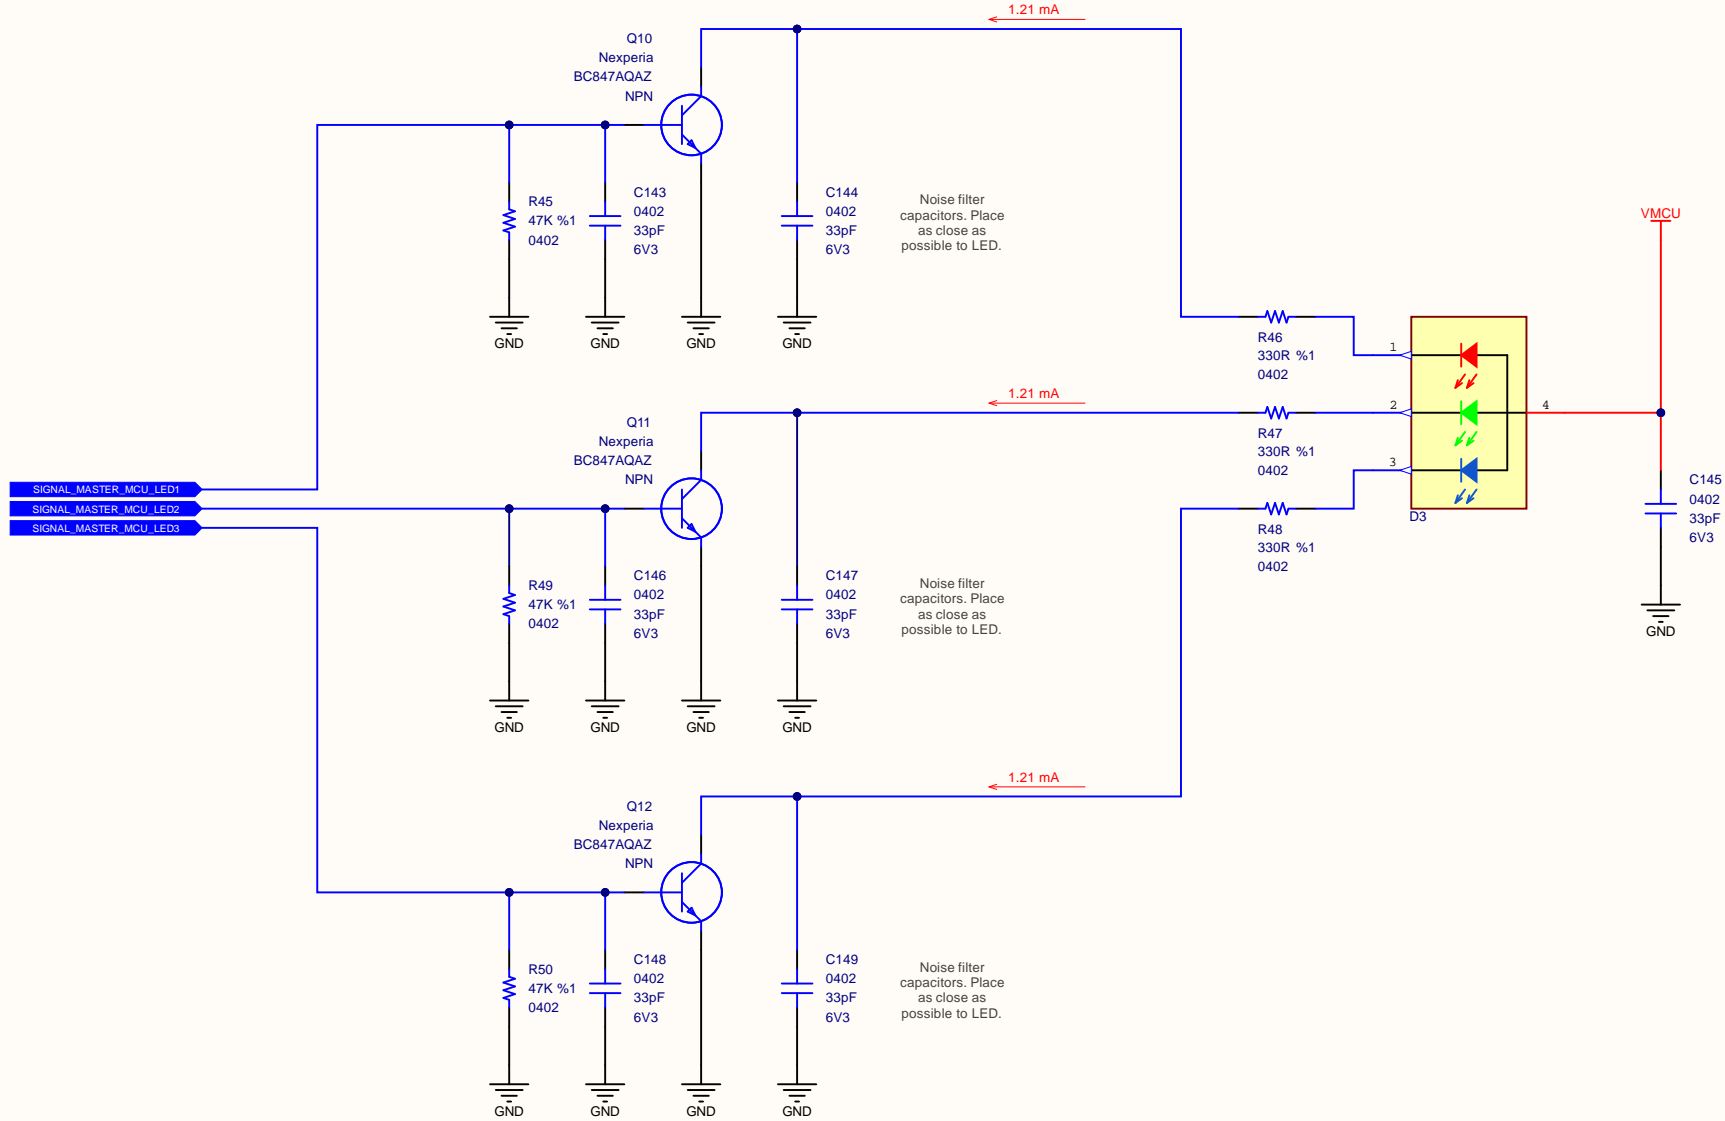 1.21 mA
Q10
Nexperia
BC847AQAZ
NPN
R45
47K %1
0402
C143
0402
33pF
6V3
C144
0402
33pF
6V3
Noise filter
capacitors. Place
as close as
possible to LED.
GND
GND
GND
GND
VMCU
R46
330R %1
0402
1
2
3
4
R47
330R %1
0402
R48
330R %1
0402
D3
C145
0402
33pF
6V3
GND
1.21 mA
Q11
Nexperia
BC847AQAZ
NPN
SIGNAL_MASTER_MCU_LED1
SIGNAL_MASTER_MCU_LED2
SIGNAL_MASTER_MCU_LED3
R49
47K %1
0402
C146
0402
33pF
6V3
C147
0402
33pF
6V3
Noise filter
capacitors. Place
as close as
possible to LED.
GND
GND
GND
GND
1.21 mA
Q12
Nexperia
BC847AQAZ
NPN
R50
47K %1
0402
C148
0402
33pF
6V3
C149
0402
33pF
6V3
Noise filter
capacitors. Place
as close as
possible to LED.
GND
GND
GND
GND